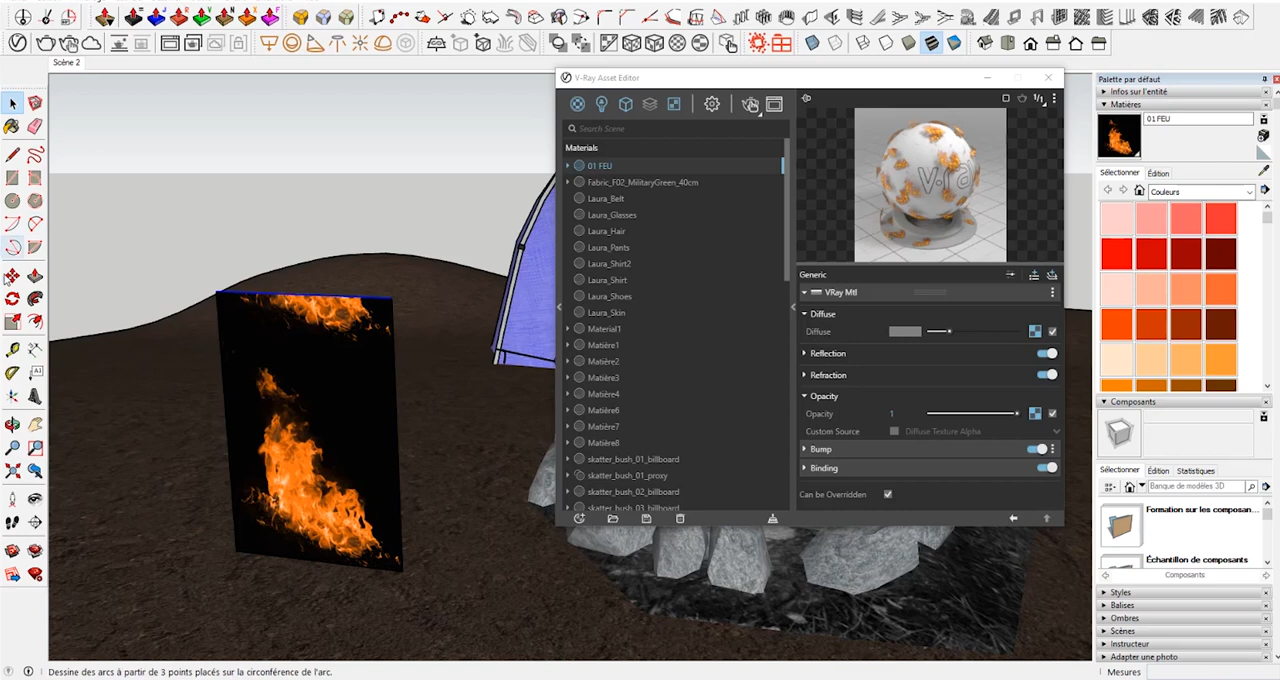 Scène 2
V-Ray Asset Editor
Search Scene
Materials
01 FEU
Fabric_F02_MilitaryGreen_40cm
Laura_Belt
Laura_Glasses
Laura_Hair
Laura_Pants
Laura_Shirt2
Laura_Shirt
Laura_Shoes
Laura_Skin
Material1
Matière1
Matière2
Matière3
Matière4
Matière6
Matière7
Matière8
skatter_bush_01_billboard
skatter_bush_01_proxy
skatter_bush_02_billboard
skatter_bush_03_billboard
1/1
v-ra
Generic
VRay Mtl
Diffuse
Diffuse
Reflection
Refraction
Opacity
Opacity 1
Custom Source Diffuse Texture Alpha
Bump
Binding
Can be Overridden
Palette par défaut
Infos sur l'entité
Matières
01 FEU
Sélectionner Édition
Couleurs
Composants
Sélectionner Édition Statistiques
Banque de modèles 3D
Formation sur les composan...
Échantillon de composants
Composants
Styles
Balises
Ombres
Scènes
Instructeur
Adapter une photo
Dessine des arcs à partir de 3 points placés sur la circonférence de l'arc.
Mesures